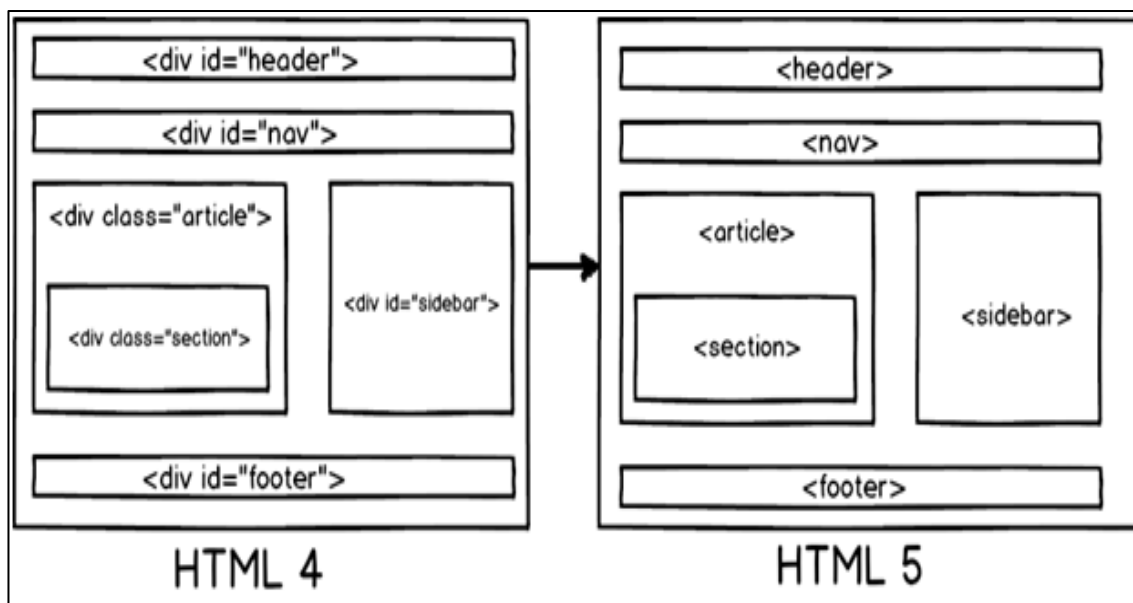 <div id="header">
<div id="nav">
<div class="article">
<div class="section">
<div id="sidebar">
<div id="footer">
HTML 4
<header>
<nav>
<article>
<section>
<sidebar>
<footer>
HTML 5